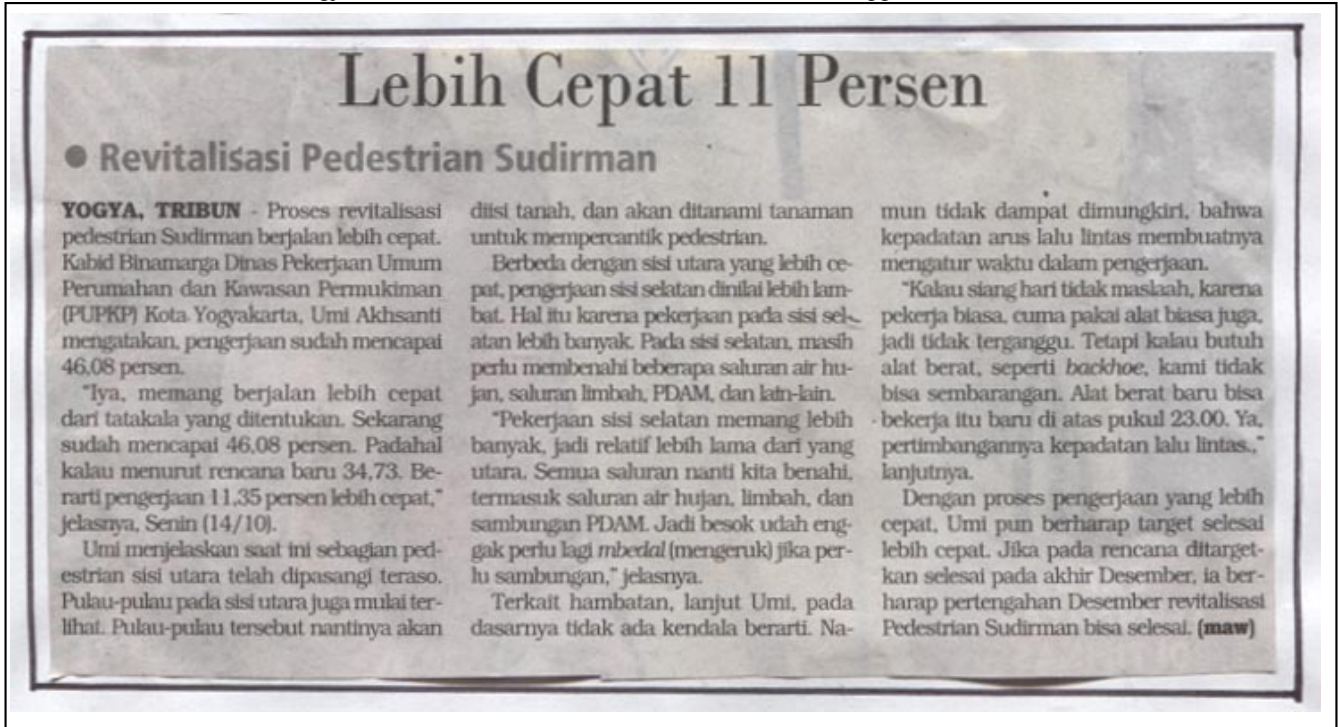 Lebih Cepat 11 Persen
● Revitalisasi Pedestrian Sudirman
YOGYA, TRIBUN - Proses revitalisasi
pedestrian Sudirman berjalan lebih cepat.
Kabid Binamarga Dinas Pekerjaan Umum
Perumahan dan Kawasan Permukiman
(PUPKP) Kota Yogyakarta, Umi Akhsanti
mengatakan, pengerjaan sudah mencapai
46,08 persen.
"Iya, memang berjalan lebih cepat
dari tatakala yang ditentukan. Sekarang
sudah mencapai 46,08 persen. Padahal
kalau menurut rencana baru 34,73. Be-
rarti pengerjaan 11,35 persen lebih cepat,"
jelasnya, Senin (14/10).
Umi menjelaskan saat ini sebagian ped-
estrian sisi utara telah dipasangi teraso.
Pulau-pulau pada sisi utara juga mulai ter-
lihat. Pulau-pulau tersebut nantinya akan
diisi tanah, dan akan ditanami tanaman
untuk mempercantik pedestrian.
Berbeda dengan sisi utara yang lebih ce-
pat, pengerjaan sisi selatan dinilai lebih lam-
bat. Hal itu karena pekerjaan pada sisi sel-
atan lebih banyak. Pada sisi selatan, masih
perlu membenahi beberapa saluran air hu-
jan, saluran limbah, PDAM, dan lain-lain.
"Pekerjaan sisi selatan memang lebih
banyak, jadi relatif lebih lama dari yang
utara. Semua saluran nanti kita benahi,
termasuk saluran air hujan, limbah, dan
sambungan PDAM. Jadi besok udah eng-
gak perlu lagi mbedal (mengeruk) jika per-
lu sambungan," jelasnya.
Terkait hambatan, lanjut Umi, pada
dasarnya tidak ada kendala berarti. Na-
mun tidak dampat dimungkiri, bahwa
kepadatan arus lalu lintas membuatnya
mengatur waktu dalam pengerjaan.
"Kalau siang hari tidak maslaah, karena
pekerja biasa, cuma pakai alat biasa juga,
jadi tidak terganggu. Tetapi kalau butuh
alat berat, seperti backhoe, kami tidak
bisa sembarangan. Alat berat baru bisa
bekerja itu baru di atas pukul 23.00. Ya,
pertimbangannya kepadatan lalu lintas.,"
lanjutnya.
Dengan proses pengerjaan yang lebih
cepat, Umi pun berharap target selesai
lebih cepat. Jika pada rencana ditarget-
kan selesai pada akhir Desember, ia ber-
harap pertengahan Desember revitalisasi
Pedestrian Sudirman bisa selesai. (maw)